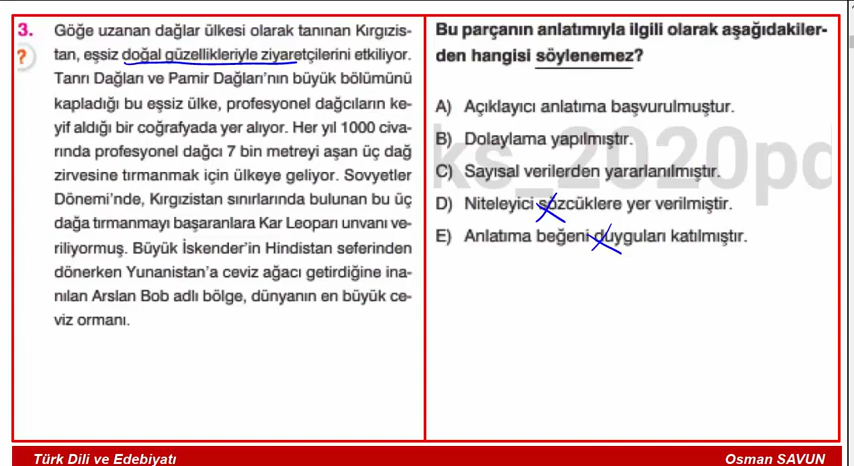 3. Göğe uzanan dağlar ülkesi olarak tanınan Kırgızis-
? tan, eşsiz doğal güzellikleriyle ziyaretçilerini etkiliyor.
Tanrı Dağları ve Pamir Dağları'nın büyük bölümünü
kapladığı bu eşsiz ülke, profesyonel dağcıların ke-
yif aldığı bir coğrafyada yer alıyor. Her yıl 1000 civa-
rında profesyonel dağcı 7 bin metreyi aşan üç dağ
zirvesine tırmanmak için ülkeye geliyor. Sovyetler
Dönemi'nde, Kırgızistan sınırlarında bulunan bu üç
dağa tırmanmayı başaranlara Kar Leoparı unvanı ve-
riliyormuş. Büyük İskender'in Hindistan seferinden
dönerken Yunanistan'a ceviz ağacı getirdiğine ina-
nılan Arslan Bob adlı bölge, dünyanın en büyük ce-
viz ormanı.
Bu parçanın anlatımıyla ilgili olarak aşağıdakiler-
den hangisi söylenemez?
A) Açıklayıcı anlatıma başvurulmuştur.
B) Dolaylama yapılmıştır.
C) Sayısal verilerden yararlanılmıştır.
D) Niteleyici sözcüklere yer verilmiştir.
E) Anlatıma beğeni duyguları katılmıştır.
ks_2020pd
Türk Dili ve Edebiyatı
Osman SAVUN